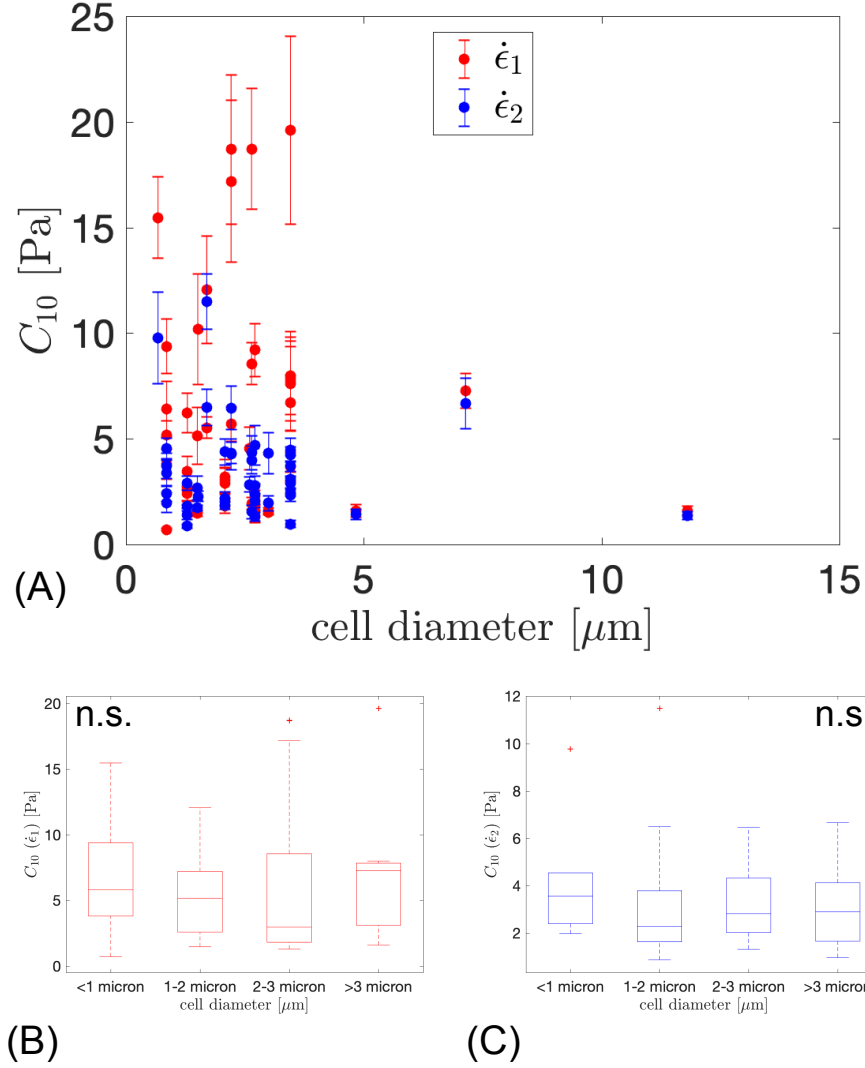 25
20
15
10
5
0
C₁₀ [Pa]
ϵ̇₁
ϵ̇₂
0 5 10 15
cell diameter [μm]
(A)
n.s.
20
15
10
5
0
C₁₀ (ϵ̇₁) [Pa]
<1 micron 1-2 micron 2-3 micron >3 micron
cell diameter [μm]
(B)
n.s
12
10
8
6
4
2
C₁₀ (ϵ̇₂) [Pa]
<1 micron 1-2 micron 2-3 micron >3 micron
cell diameter [μm]
(C)